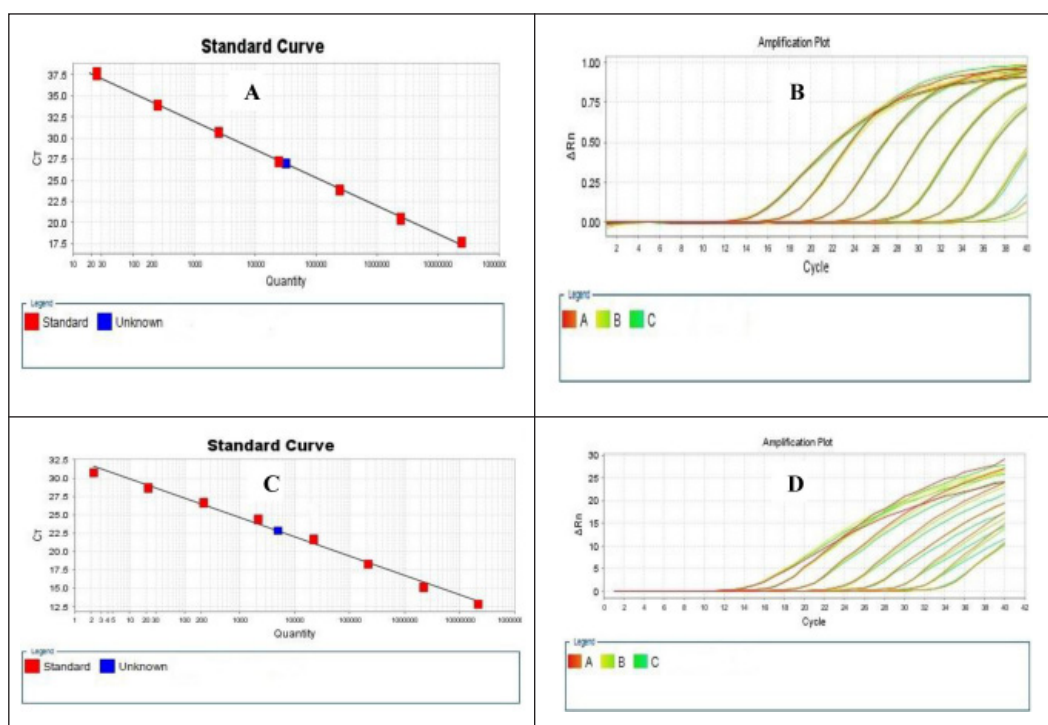 Standard Curve
A
37.5
35.0
32.5
30.0
27.5
25.0
22.5
20.0
17.5
CT
10 20 30 100 200 1000 10000 100000 1000000 10000000 1000000
Quantity
Legend
Standard Unknown
Amplification Plot
B
1.00
0.75
0.50
0.25
0.00
ΔRn
2 4 6 8 10 12 14 16 18 20 22 24 26 28 30 32 34 36 38 40
Cycle
Legend
A B C
Standard Curve
C
32.5
30.0
27.5
25.0
22.5
20.0
17.5
15.0
12.5
CT
1 2 3 4 5 10 20 30 100 200 1000 10000 100000 1000000 10000000 100000
Quantity
Legend
Standard Unknown
Amplification Plot
D
30
25
20
15
10
5
0
ΔRn
0 2 4 6 8 10 12 14 16 18 20 22 24 26 28 30 32 34 36 38 40 42
Cycle
Legend
A B C